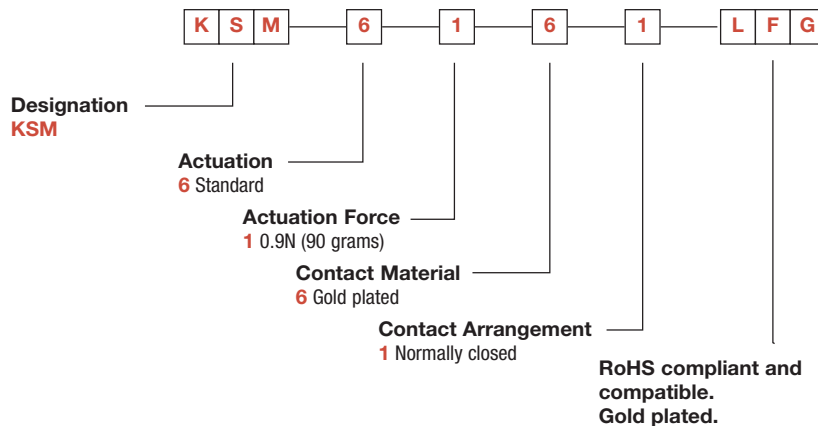 K S M 6 1 6 1 L F G
Designation
KSM
Actuation
6 Standard
Actuation Force
1 0.9N (90 grams)
Contact Material
6 Gold plated
Contact Arrangement
1 Normally closed
RoHS compliant and
compatible.
Gold plated.